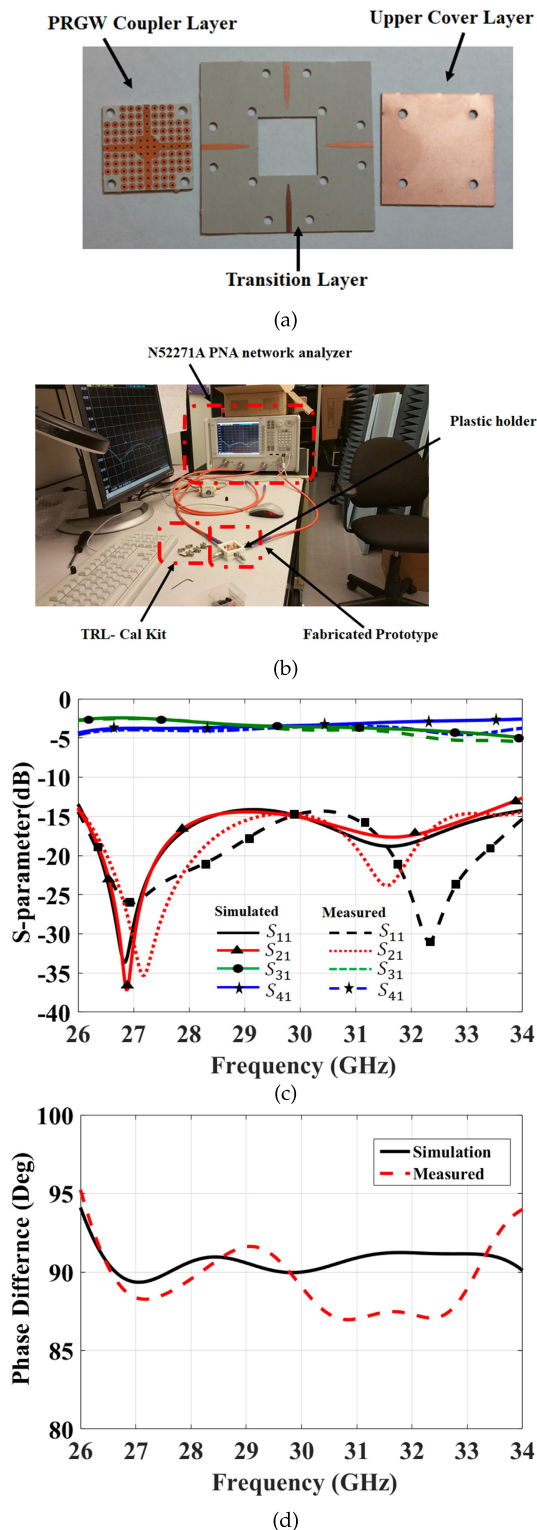 PRGW Coupler Layer
Upper Cover Layer
Transition Layer
(a)
N52271A PNA network analyzer
Plastic holder
TRL- Cal Kit
Fabricated Prototype
(b)
0
-5
-10
-15
-20
-25
-30
-35
-40
S-parameter(dB)
Simulated
S11
S21
S31
S41
Measured
S11
S21
S31
S41
26 27 28 29 30 31 32 33 34
Frequency (GHz)
(c)
100
95
90
85
80
Phase Differnce (Deg)
Simulation
Measured
26 27 28 29 30 31 32 33 34
Frequency (GHz)
(d)